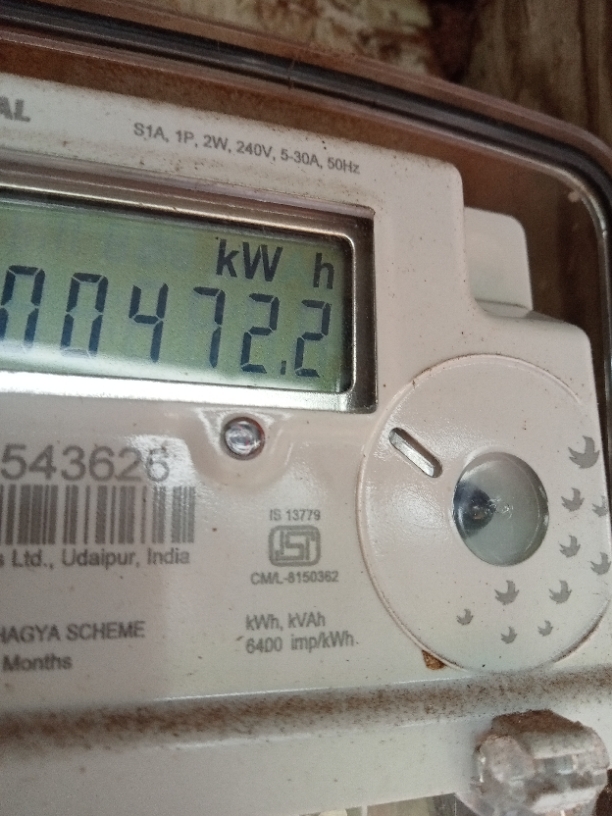 AL
S1A, 1P, 2W, 240V, 5-30A, 50Hz
kW h
00472.2
543626
s Ltd., Udaipur, India
IS 13779
ISI
CM/L-8150362
HAGYA SCHEME
Months
kWh, kVAh
6400 imp/kWh